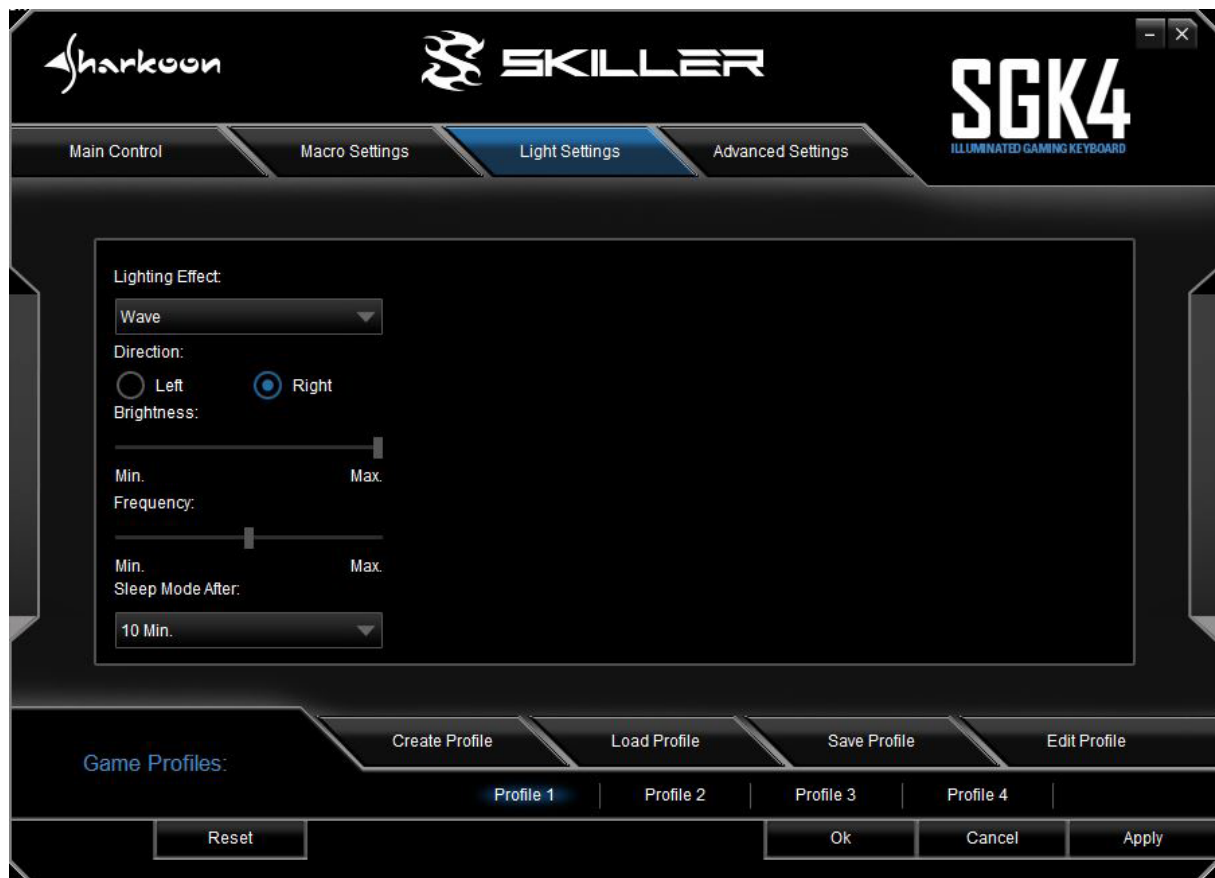 Sharkoon
SKILLER
SGK4
ILLUMINATED GAMING KEYBOARD
Main Control
Macro Settings
Light Settings
Advanced Settings
Lighting Effect:
Wave
Direction:
Left Right
Brightness:
Min. Max.
Frequency:
Min. Max.
Sleep Mode After:
10 Min.
Game Profiles:
Create Profile Load Profile Save Profile Edit Profile
Profile 1 Profile 2 Profile 3 Profile 4
Reset Ok Cancel Apply